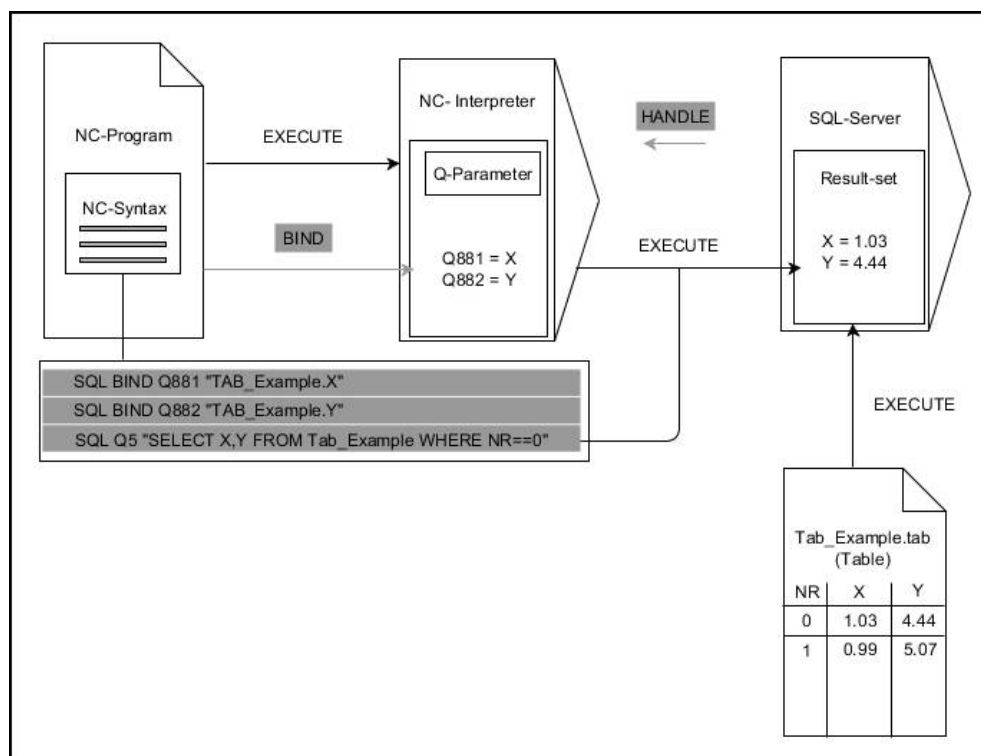 NC-Program
NC-Syntax
EXECUTE
BIND
NC- Interpreter
Q-Parameter
Q881 = X
Q882 = Y
HANDLE
EXECUTE
SQL-Server
Result-set
X = 1.03
Y = 4.44
SQL BIND Q881 "TAB_Example.X"
SQL BIND Q882 "TAB_Example.Y"
SQL Q5 "SELECT X,Y FROM Tab_Example WHERE NR==0"
EXECUTE
Tab_Example.tab
(Table)
NR X Y
0 1.03 4.44
1 0.99 5.07